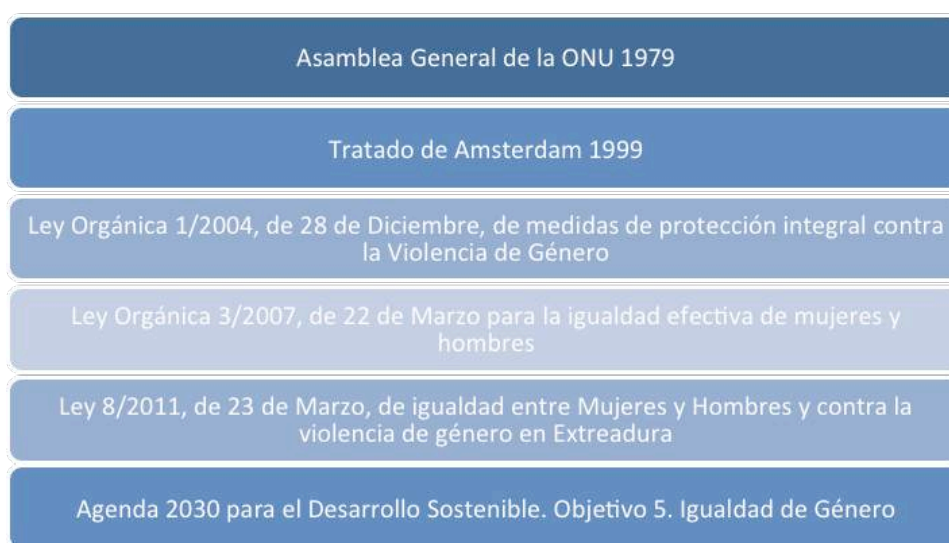 Asamblea General de la ONU 1979
Tratado de Amsterdam 1999
Ley Orgánica 1/2004, de 28 de Diciembre, de medidas de protección integral contra
la Violencia de Género
Ley Orgánica 3/2007, de 22 de Marzo para la igualdad efectiva de mujeres y
hombres
Ley 8/2011, de 23 de Marzo, de igualdad entre Mujeres y Hombres y contra la
violencia de género en Extreadura
Agenda 2030 para el Desarrollo Sostenible. Objetivo 5. Igualdad de Género